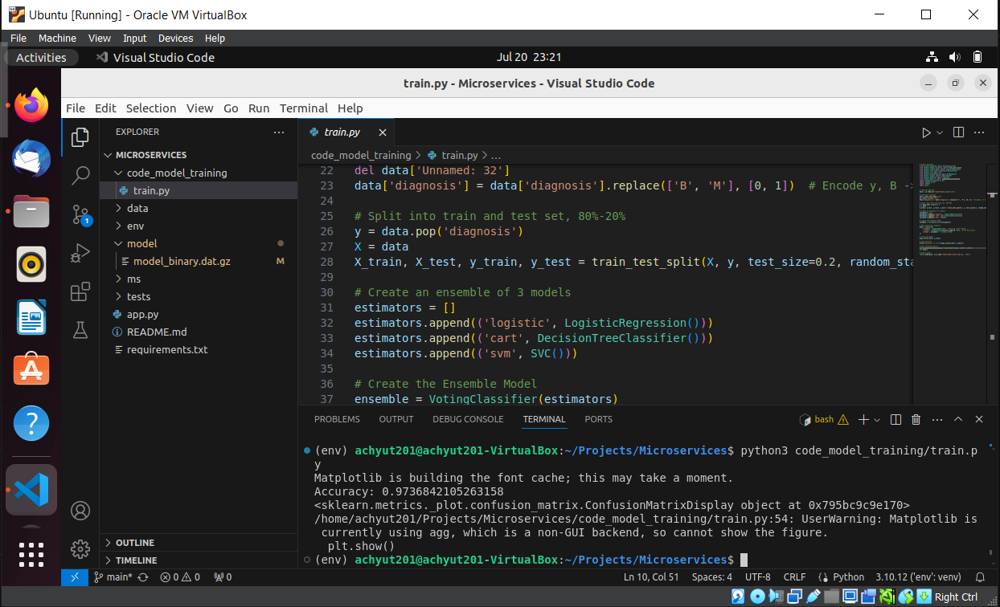 Ubuntu [Running] - Oracle VM VirtualBox
File Machine View Input Devices Help
Activities Visual Studio Code Jul 20 23:21
train.py - Microservices - Visual Studio Code
File Edit Selection View Go Run Terminal Help
EXPLORER
MICROSERVICES
code_model_training
train.py
data
env
model
model_binary.dat.gz M
ms
tests
app.py
README.md
requirements.txt
OUTLINE
TIMELINE
1
train.py
code_model_training > train.py > ...
22 del data['Unnamed: 32']
23 data['diagnosis'] = data['diagnosis'].replace(['B', 'M'], [0, 1])  # Encode y, B -
24
25 # Split into train and test set, 80%-20%
26 y = data.pop('diagnosis')
27 X = data
28 X_train, X_test, y_train, y_test = train_test_split(X, y, test_size=0.2, random_sta
29
30 # Create an ensemble of 3 models
31 estimators = []
32 estimators.append(('logistic', LogisticRegression()))
33 estimators.append(('cart', DecisionTreeClassifier()))
34 estimators.append(('svm', SVC()))
35
36 # Create the Ensemble Model
37 ensemble = VotingClassifier(estimators)
PROBLEMS OUTPUT DEBUG CONSOLE TERMINAL PORTS bash
(env) achyut201@achyut201-VirtualBox:~/Projects/Microservices$ python3 code_model_training/train.p
y
Matplotlib is building the font cache; this may take a moment.
Accuracy: 0.9736842105263158
<sklearn.metrics._plot.confusion_matrix.ConfusionMatrixDisplay object at 0x795bc9c9e170>
/home/achyut201/Projects/Microservices/code_model_training/train.py:54: UserWarning: Matplotlib is
 currently using agg, which is a non-GUI backend, so cannot show the figure.
  plt.show()
(env) achyut201@achyut201-VirtualBox:~/Projects/Microservices$
main* 0 0 0 Ln 10, Col 51 Spaces: 4 UTF-8 CRLF Python 3.10.12 ('env': venv)
Right Ctrl